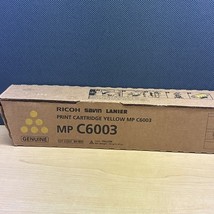 RICOH SAVIN LANIER
PRINT CARTRIDGE YELLOW MP C6003
MP C6003
GENUINE